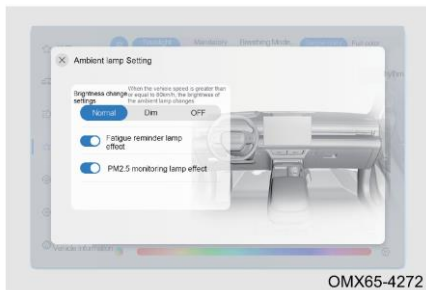 Mandatory Breathing Mode
Ambient lamp Setting
Brightness change settings
When the vehicle speed is greater than
or equal to 80km/h, the brightness of
the ambient lamp changes
Normal Dim OFF
Fatigue reminder lamp
effect
PM2.5 monitoring lamp effect
Vehicle Information
OMX65-4272